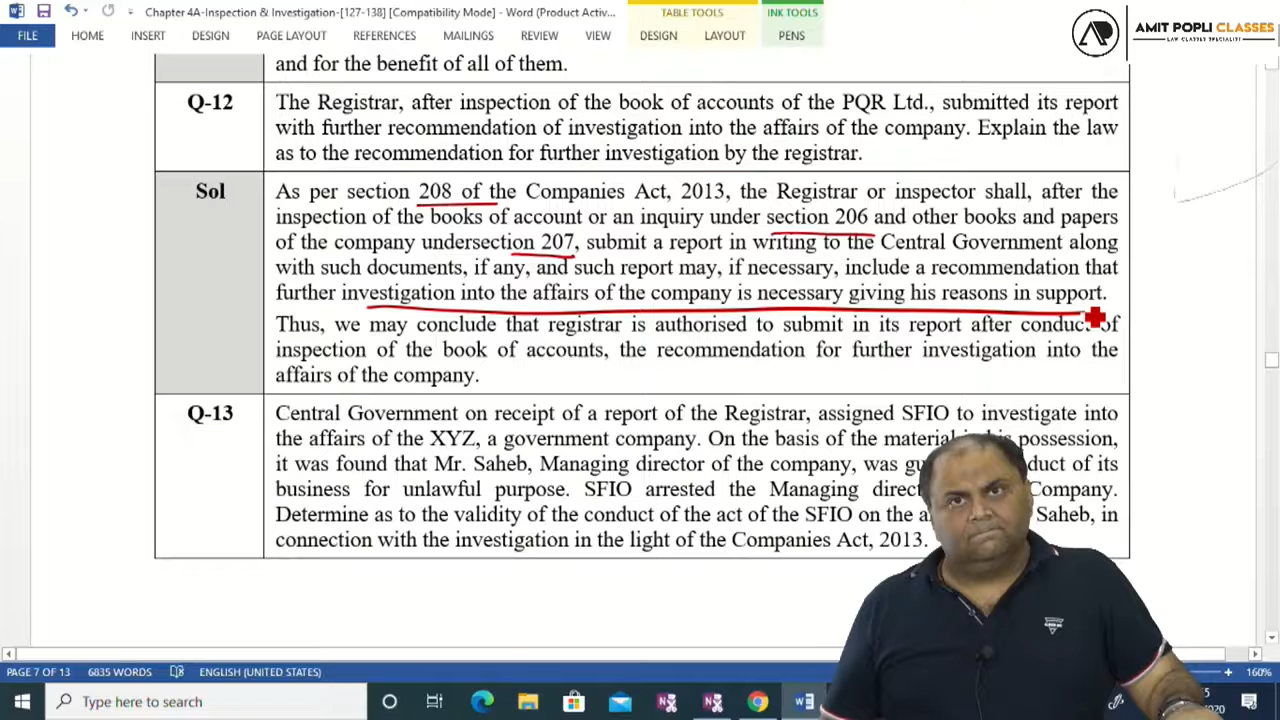 Chapter 4A-Inspection & Investigation-[127-138] [Compatibility Mode] - Word (Product Activ...
TABLE TOOLS
INK TOOLS
FILE HOME INSERT DESIGN PAGE LAYOUT REFERENCES MAILINGS REVIEW VIEW DESIGN LAYOUT PENS
AMIT POPLI CLASSES
LAW CLASSES SPECIALIST
and for the benefit of all of them.
Q-12
The Registrar, after inspection of the book of accounts of the PQR Ltd., submitted its report
with further recommendation of investigation into the affairs of the company. Explain the law
as to the recommendation for further investigation by the registrar.
Sol
As per section 208 of the Companies Act, 2013, the Registrar or inspector shall, after the
inspection of the books of account or an inquiry under section 206 and other books and papers
of the company undersection 207, submit a report in writing to the Central Government along
with such documents, if any, and such report may, if necessary, include a recommendation that
further investigation into the affairs of the company is necessary giving his reasons in support.
Thus, we may conclude that registrar is authorised to submit in its report after conduct of
inspection of the book of accounts, the recommendation for further investigation into the
affairs of the company.
Q-13
Central Government on receipt of a report of the Registrar, assigned SFIO to investigate into
the affairs of the XYZ, a government company. On the basis of the material possession,
it was found that Mr. Saheb, Managing director of the company, was duct of its
business for unlawful purpose. SFIO arrested the Managing Company.
Determine as to the validity of the conduct of the act of the SFIO on the Saheb, in
connection with the investigation in the light of the Companies Act, 2013.
PAGE 7 OF 13 6835 WORDS ENGLISH (UNITED STATES) 160%
Type here to search
2020